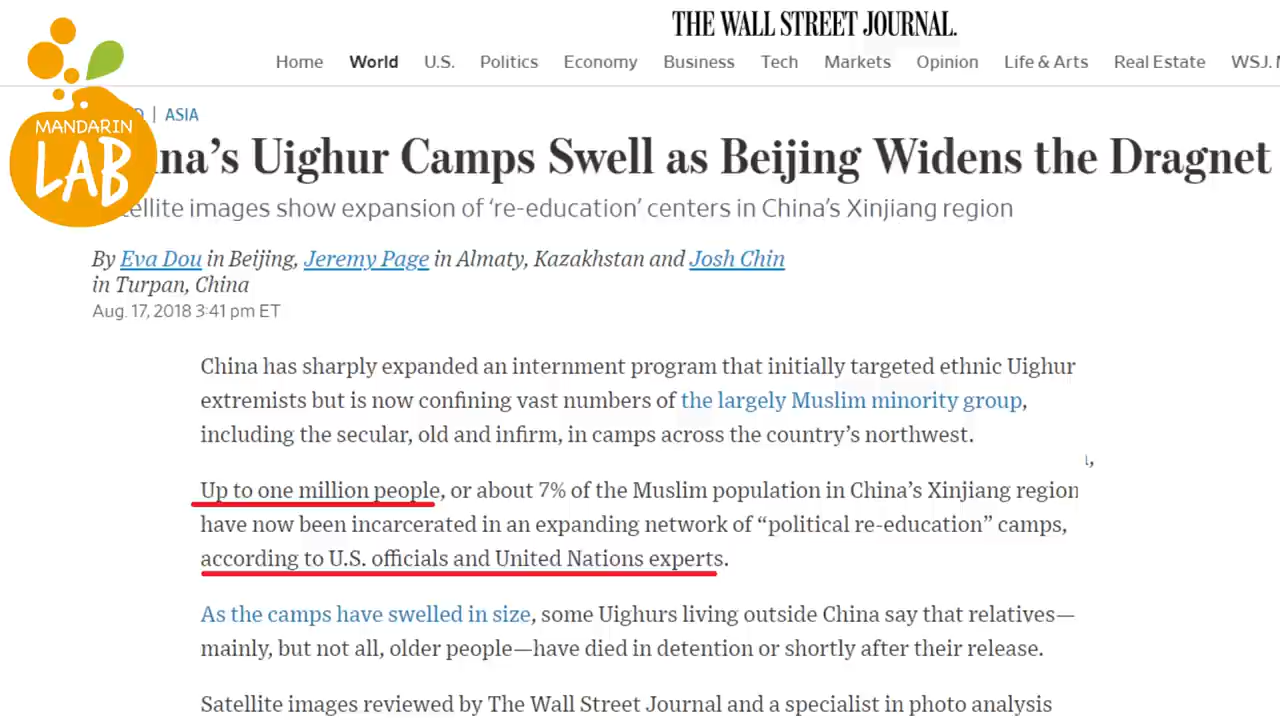 THE WALL STREET JOURNAL.
Home World U.S. Politics Economy Business Tech Markets Opinion Life & Arts Real Estate WSJ.
MANDARIN
LAB
| ASIA
na's Uighur Camps Swell as Beijing Widens the Dragnet
ellite images show expansion of ‘re-education’ centers in China's Xinjiang region
By Eva Dou in Beijing, Jeremy Page in Almaty, Kazakhstan and Josh Chin
in Turpan, China
Aug. 17, 2018 3:41 pm ET
China has sharply expanded an internment program that initially targeted ethnic Uighur
extremists but is now confining vast numbers of the largely Muslim minority group,
including the secular, old and infirm, in camps across the country’s northwest.
Up to one million people, or about 7% of the Muslim population in China’s Xinjiang region
have now been incarcerated in an expanding network of “political re-education” camps,
according to U.S. officials and United Nations experts.
As the camps have swelled in size, some Uighurs living outside China say that relatives—
mainly, but not all, older people—have died in detention or shortly after their release.
Satellite images reviewed by The Wall Street Journal and a specialist in photo analysis